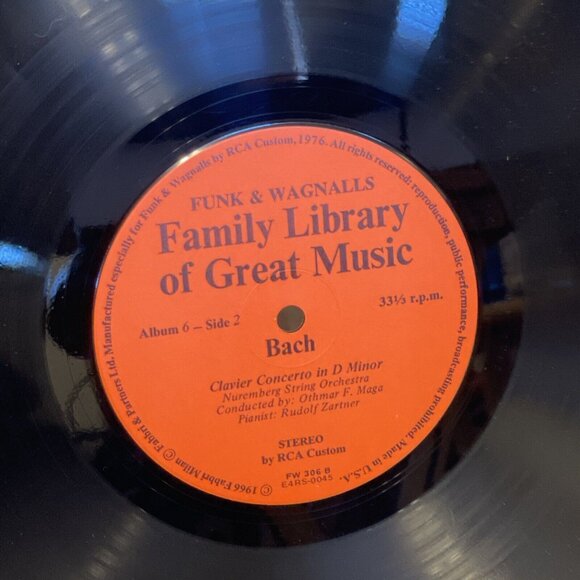 © 1966 Fabbri Milan © Fabbri & Partners Ltd. Manufactured especially for Funk & Wagnalls by RCA Custom, 1976. All rights reserved; reproduction, public performance, broadcasting prohibited. Made in U.S.A.
FUNK & WAGNALLS
Family Library
of Great Music
Album 6 – Side 2
33⅓ r.p.m.
Bach
Clavier Concerto in D Minor
Nuremberg String Orchestra
Conducted by: Othmar F. Maga
Pianist: Rudolf Zartner
STEREO
by RCA Custom
FW 306 B
E4RS-0045